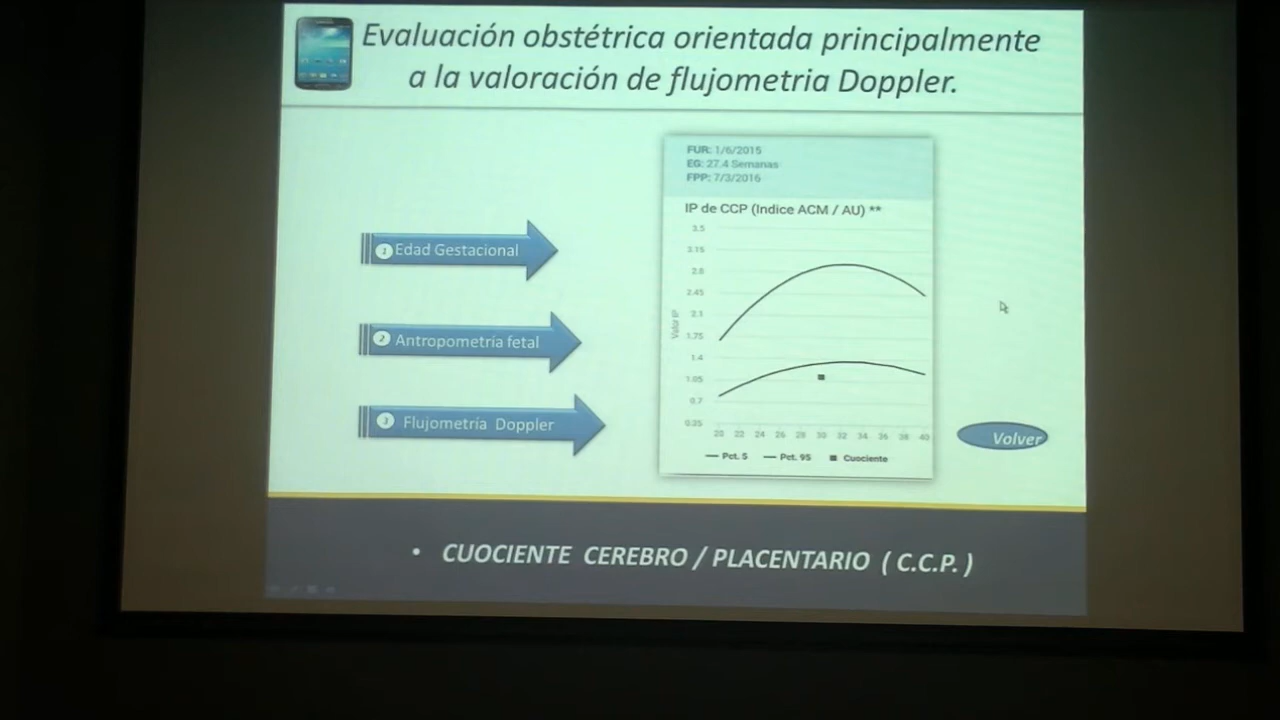 Evaluación obstétrica orientada principalmente
a la valoración de flujometria Doppler.
FUR: 1/6/2015
EG: 27.4 Semanas
FPP: 7/3/2016
IP de CCP (Indice ACM / AU) **
3.5
3.15
2.8
2.45
2.1
1.75
1.4
1.05
0.7
0.35
Valor IP
20 22 24 26 28 30 32 34 36 38 40
Pct. 5 Pct. 95 Cuociente
1 Edad Gestacional
2 Antropometría fetal
3 Flujometría Doppler
Volver
• CUOCIENTE CEREBRO / PLACENTARIO ( C.C.P. )